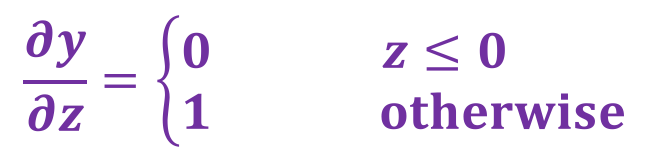 ∂y/∂z = { 0 z ≤ 0
1 otherwise